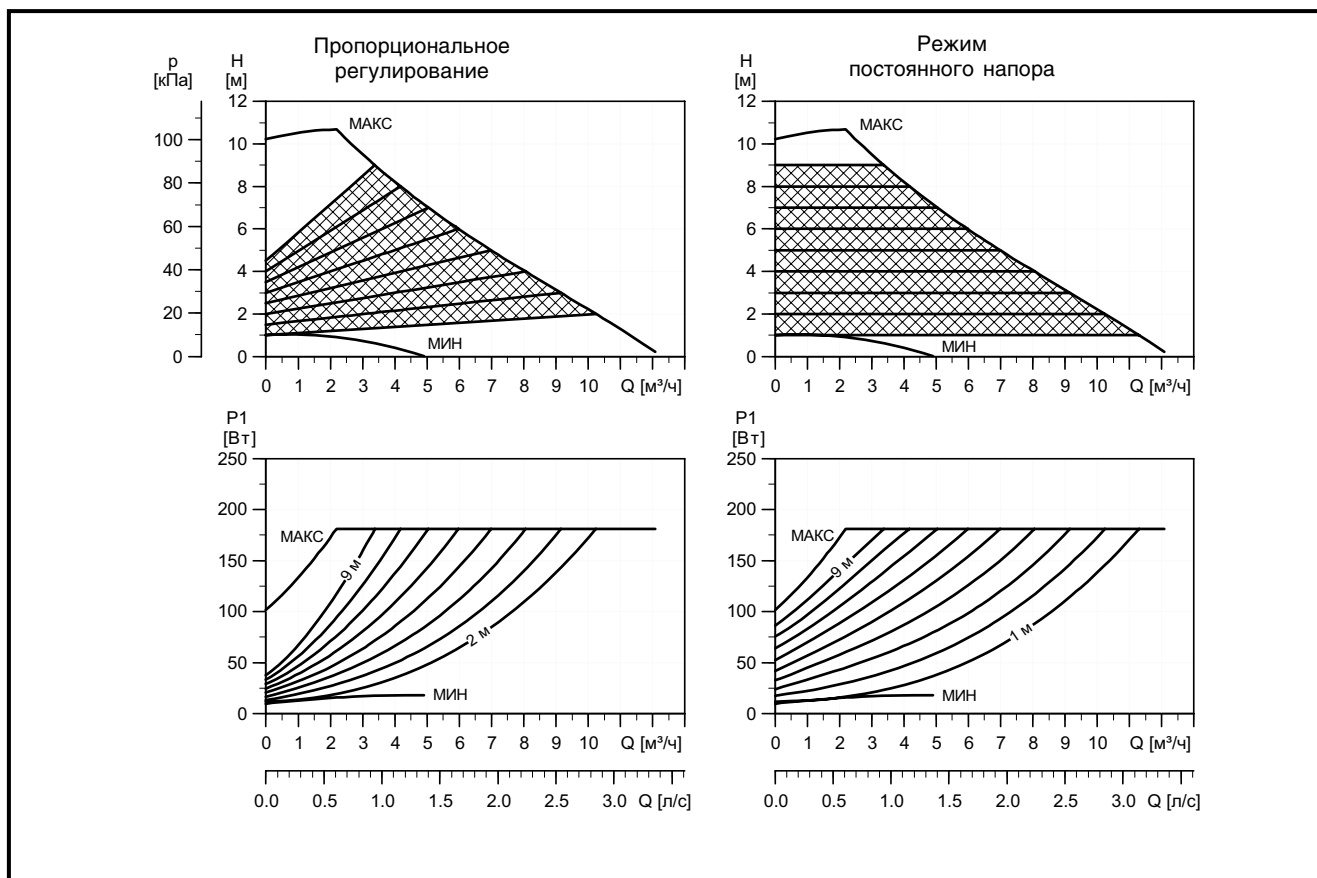 Пропорциональное
регулирование
p
[кПа]
H
[м]
12
10
8
6
4
2
0
100
80
60
40
20
0
МАКС
МИН
0 1 2 3 4 5 6 7 8 9 10 Q [м³/ч]
Режим
постоянного напора
H
[м]
12
10
8
6
4
2
0
МАКС
МИН
0 1 2 3 4 5 6 7 8 9 10 Q [м³/ч]
P1
[Вт]
250
200
150
100
50
0
МАКС
9 м
2 м
МИН
0 1 2 3 4 5 6 7 8 9 10 Q [м³/ч]
0.0 0.5 1.0 1.5 2.0 2.5 3.0 Q [л/с]
P1
[Вт]
250
200
150
100
50
0
МАКС
9 м
1 м
МИН
0 1 2 3 4 5 6 7 8 9 10 Q [м³/ч]
0.0 0.5 1.0 1.5 2.0 2.5 3.0 Q [л/с]